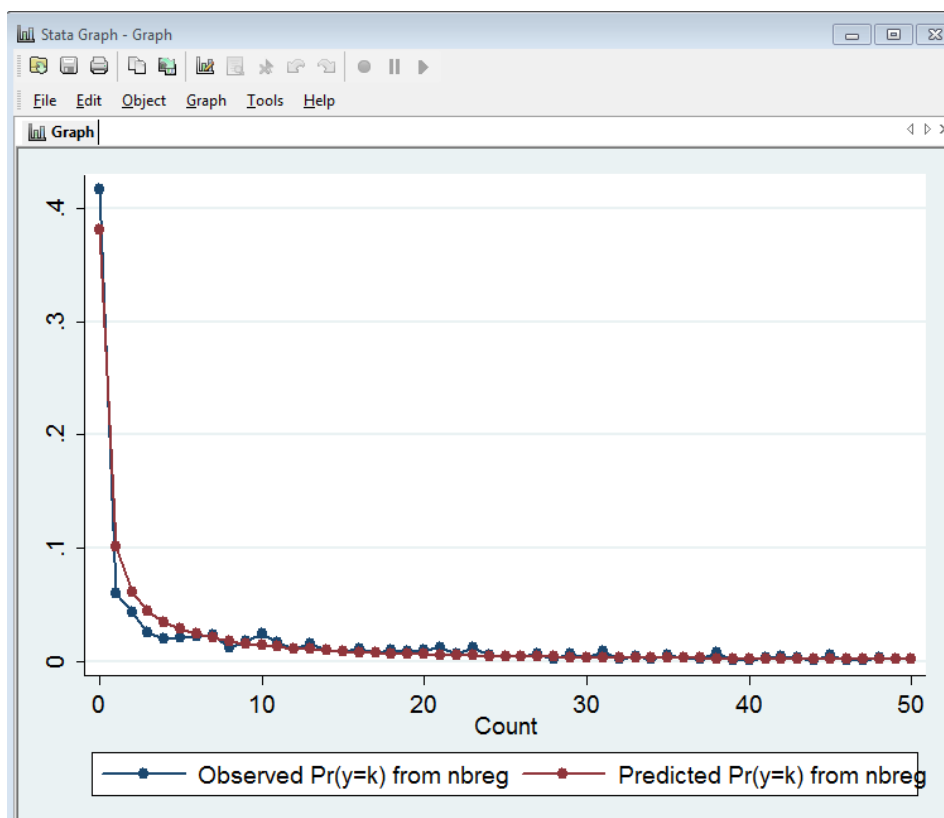 Stata Graph - Graph
File Edit Object Graph Tools Help
Graph
.4
.3
.2
.1
0
0 10 20 30 40 50
Count
Observed Pr(y=k) from nbreg Predicted Pr(y=k) from nbreg